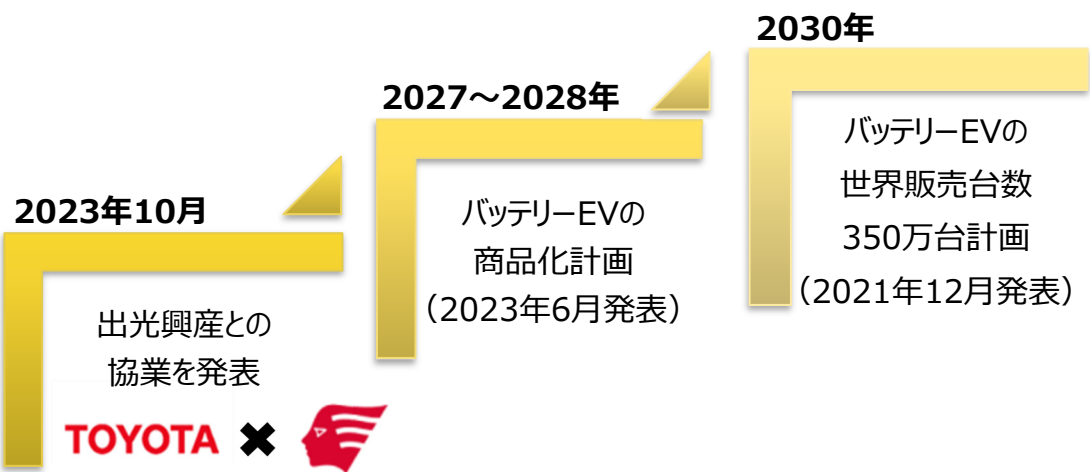 2023年10月
出光興産との
協業を発表
TOYOTA ✖
2027～2028年
バッテリーEVの
商品化計画
（2023年6月発表）
2030年
バッテリーEVの
世界販売台数
350万台計画
（2021年12月発表）